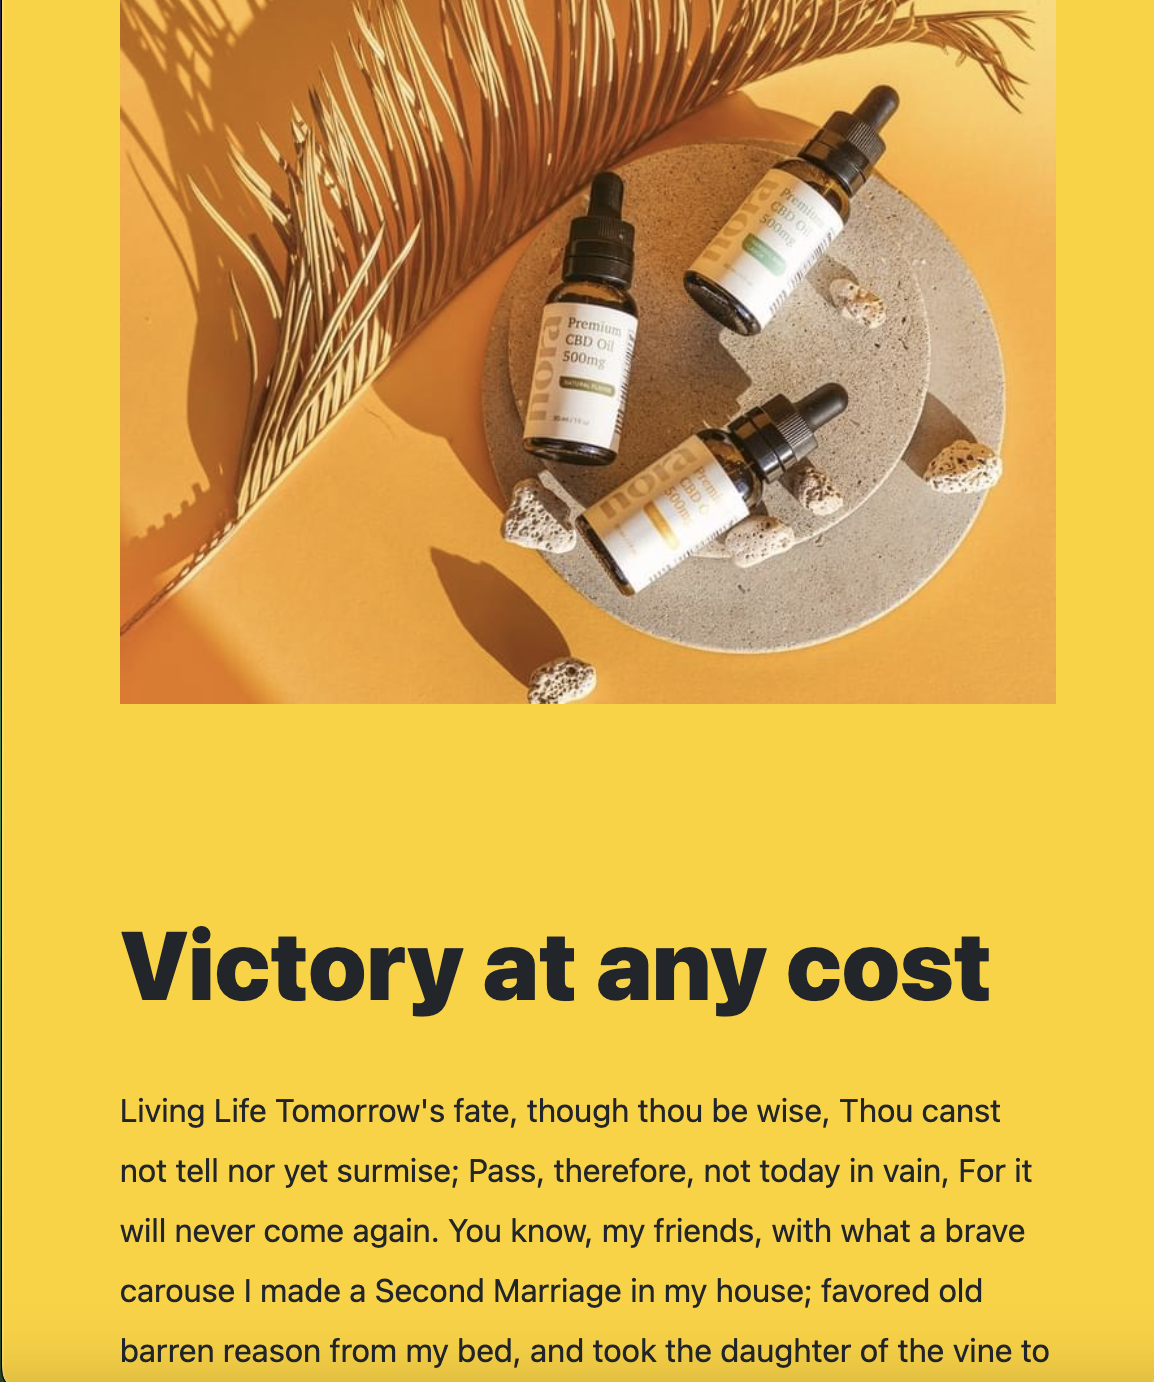 nora
Premium
CBD Oil
500mg
NATURAL FLAVOR
nora
Premium
CBD Oil
500mg
nora
CBD
500mg
Victory at any cost
Living Life Tomorrow's fate, though thou be wise, Thou canst
not tell nor yet surmise; Pass, therefore, not today in vain, For it
will never come again. You know, my friends, with what a brave
carouse I made a Second Marriage in my house; favored old
barren reason from my bed, and took the daughter of the vine to